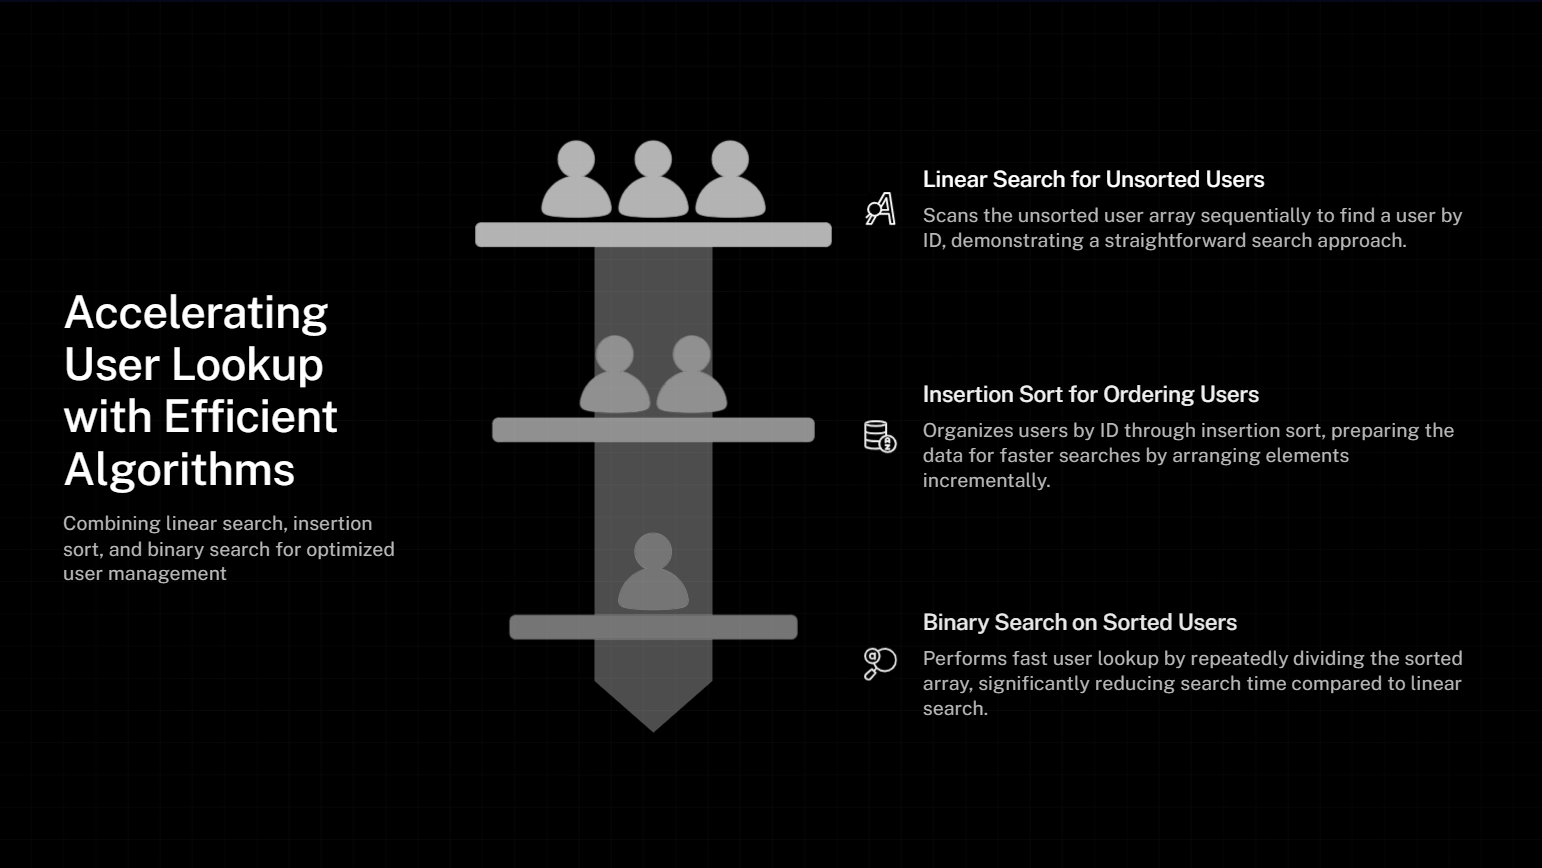 Accelerating
User Lookup
with Efficient
Algorithms
Combining linear search, insertion
sort, and binary search for optimized
user management
Linear Search for Unsorted Users
Scans the unsorted user array sequentially to find a user by
ID, demonstrating a straightforward search approach.
Insertion Sort for Ordering Users
Organizes users by ID through insertion sort, preparing the
data for faster searches by arranging elements
incrementally.
Binary Search on Sorted Users
Performs fast user lookup by repeatedly dividing the sorted
array, significantly reducing search time compared to linear
search.